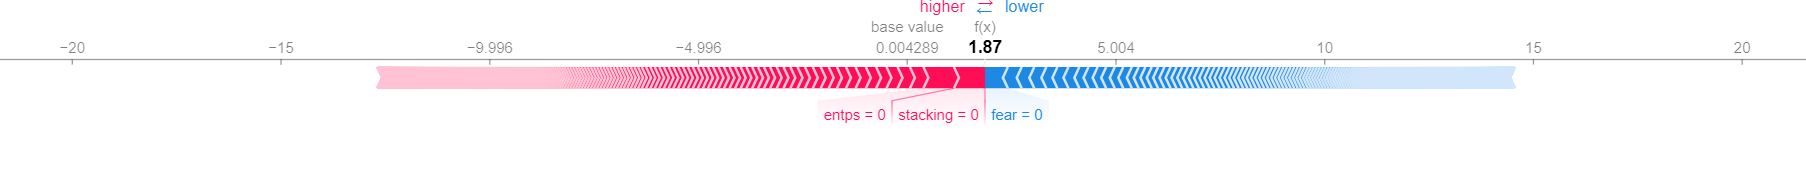 higher ⇄ lower
base value f(x)
−20 −15 −9.996 −4.996 0.004289 1.87 5.004 10 15 20
entps = 0 stacking = 0 fear = 0